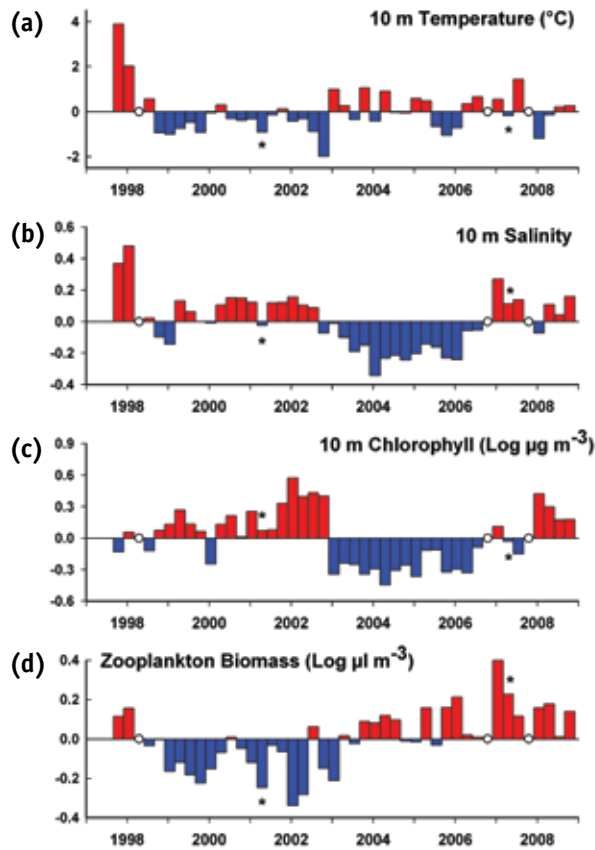 (a)
10 m Temperature (°C)
4
2
0
-2
1998 2000 2002 2004 2006 2008
*
*
(b)
10 m Salinity
0.6
0.4
0.2
0.0
-0.2
-0.4
1998 2000 2002 2004 2006 2008
*
*
(c)
10 m Chlorophyll (Log µg m-3)
0.9
0.6
0.3
0.0
-0.3
-0.6
1998 2000 2002 2004 2006 2008
*
*
(d)
Zooplankton Biomass (Log µl m-3)
0.4
0.2
0.0
-0.2
-0.4
1998 2000 2002 2004 2006 2008
*
*